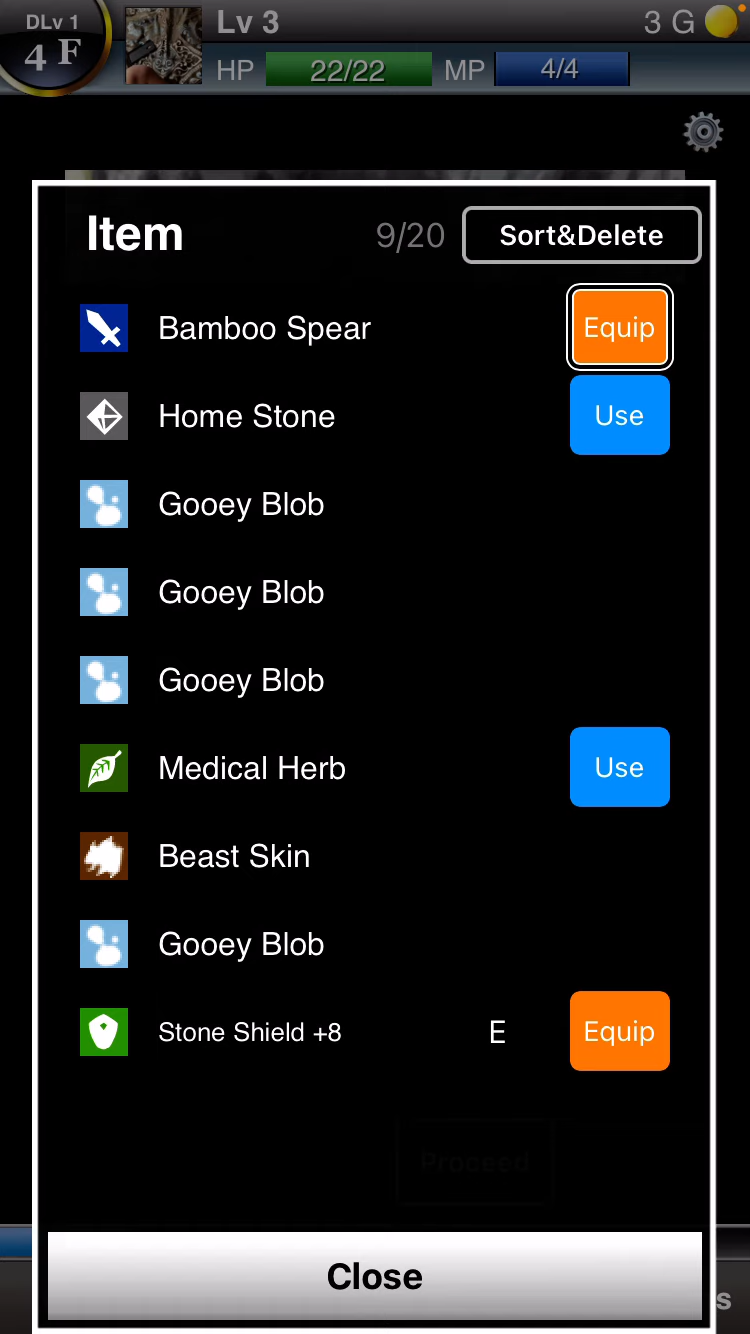 DLv 1
4 F
Lv 3
3 G
HP 22/22 MP 4/4
Item 9/20 Sort&Delete
Bamboo Spear Equip
Home Stone Use
Gooey Blob
Gooey Blob
Gooey Blob
Medical Herb Use
Beast Skin
Gooey Blob
Stone Shield +8 E Equip
Proceed
Close
s